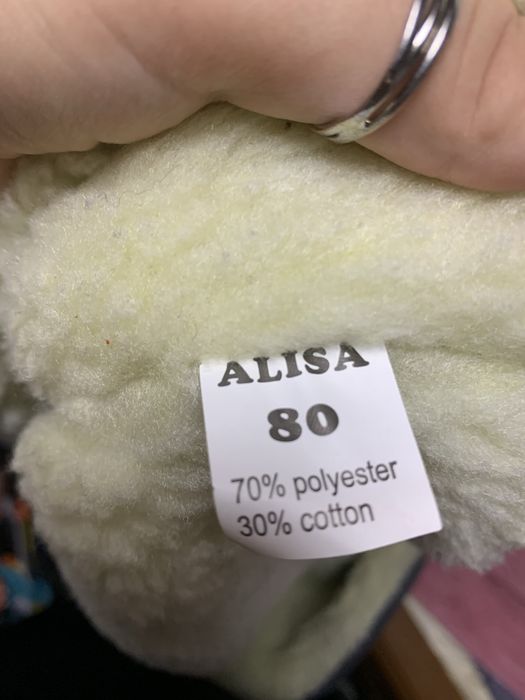 ALISA
80
70% polyester
30% cotton